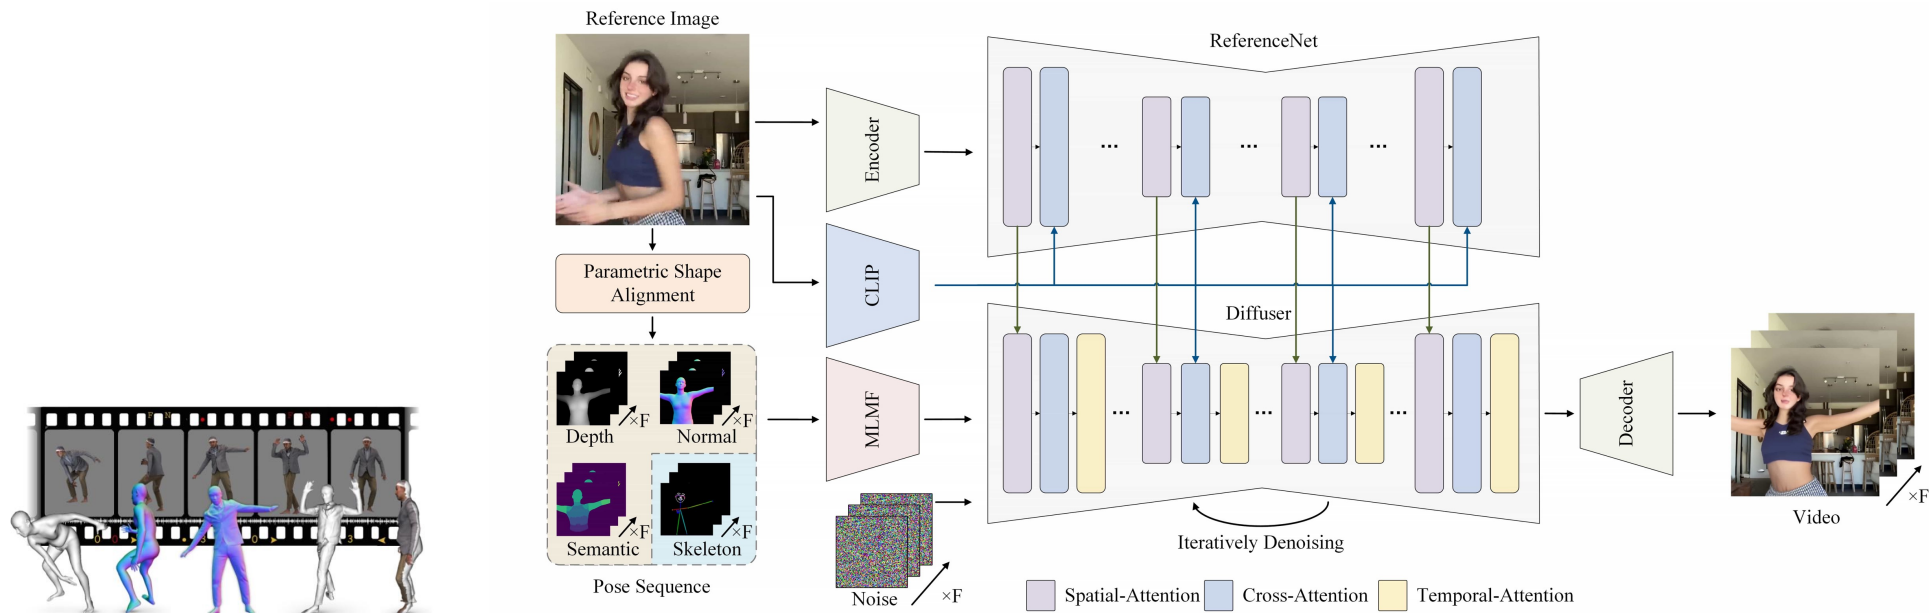 Reference Image
Parametric Shape
Alignment
Depth
×F
Normal
×F
Semantic
×F
Skeleton
×F
Pose Sequence
Encoder
CLIP
MLMF
Noise
×F
ReferenceNet
...
...
...
Diffuser
...
...
...
Iteratively Denoising
Spatial-Attention
Cross-Attention
Temporal-Attention
Decoder
Video
×F